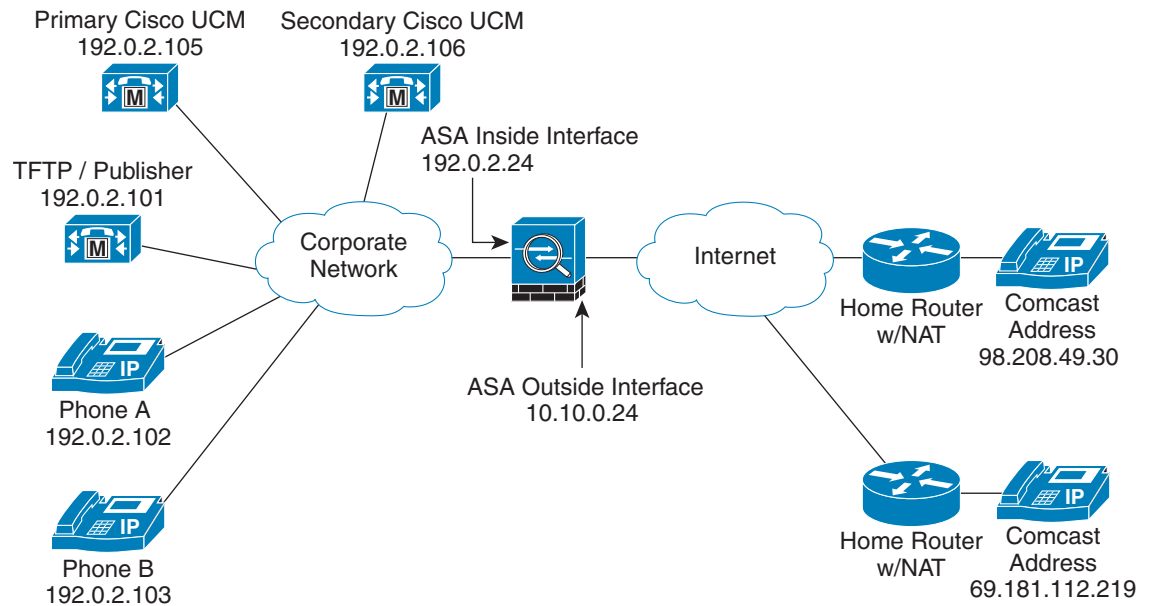 Primary Cisco UCM
192.0.2.105
Secondary Cisco UCM
192.0.2.106
M
M
ASA Inside Interface
192.0.2.24
TFTP / Publisher
192.0.2.101
M
Corporate
Network
Internet
IP
Home Router
w/NAT
Comcast
Address
98.208.49.30
IP
Phone A
192.0.2.102
ASA Outside Interface
10.10.0.24
IP
Phone B
192.0.2.103
IP
Home Router
w/NAT
Comcast
Address
69.181.112.219